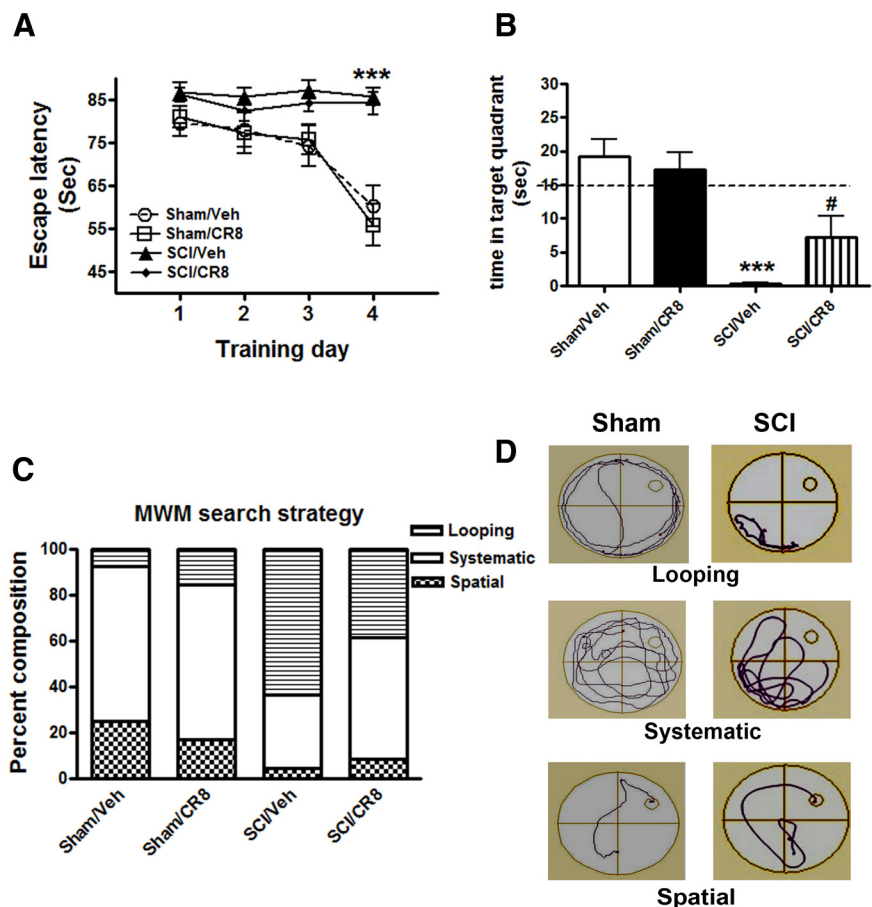 A
Escape latency
(Sec)
85
75
65
55
45
***
Sham/Veh
Sham/CR8
SCI/Veh
SCI/CR8
1 2 3 4
Training day
B
time in target quadrant
(sec)
30
25
20
15
10
5
0
***
#
Sham/Veh
Sham/CR8
SCI/Veh
SCI/CR8
C
MWM search strategy
Looping
Systematic
Spatial
Percent composition
100
80
60
40
20
0
Sham/Veh
Sham/CR8
SCI/Veh
SCI/CR8
D
Sham SCI
Looping
Systematic
Spatial